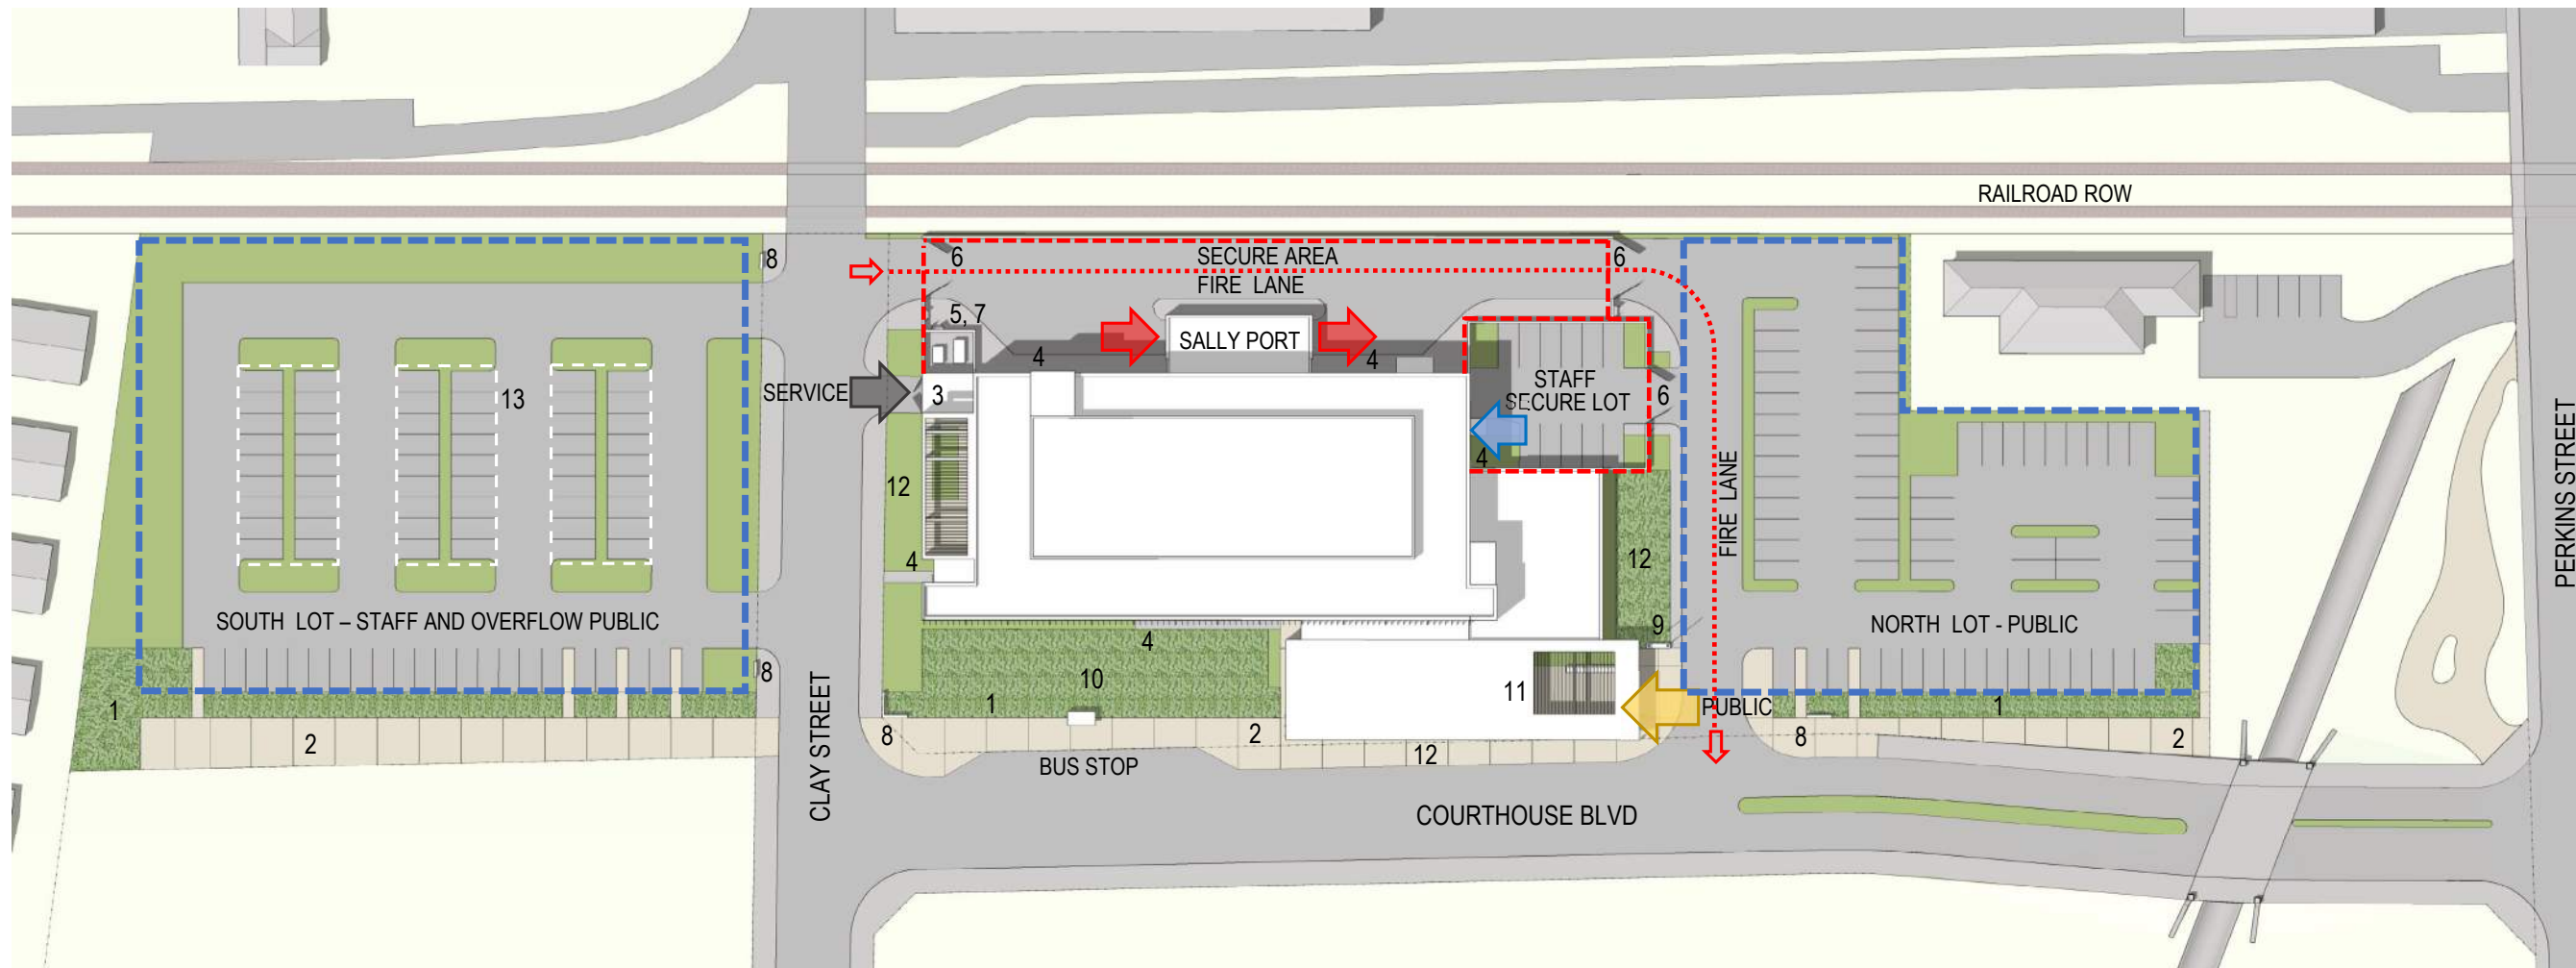 RAILROAD ROW
8
6
SECURE AREA
6
FIRE LANE
5, 7
SALLY PORT
4
4
SERVICE
3
13
STAFF
SECURE LOT
6
4
12
4
12
FIRE LANE
PERKINS STREET
SOUTH LOT – STAFF AND OVERFLOW PUBLIC
NORTH LOT - PUBLIC
9
4
8
10
11
1
1
PUBLIC
1
2
8
2
12
8
2
BUS STOP
CLAY STREET
COURTHOUSE BLVD